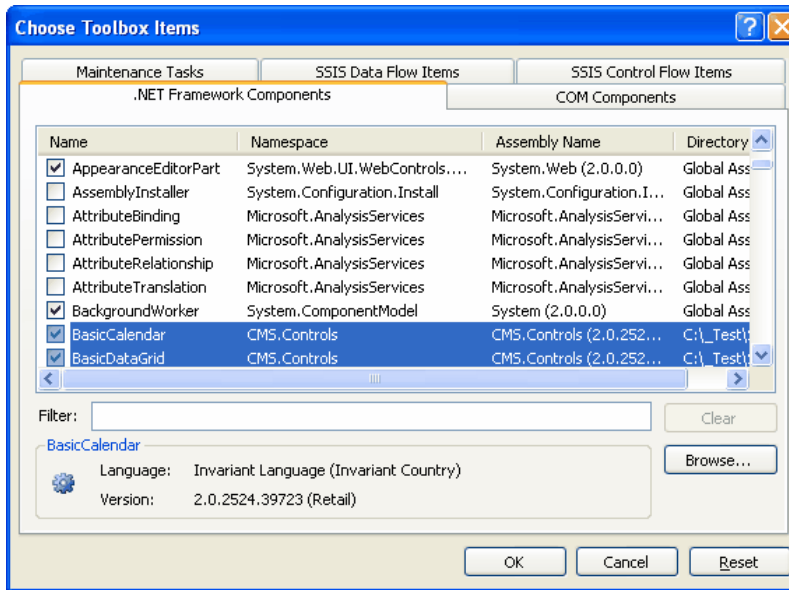 Choose Toolbox Items
Maintenance Tasks SSIS Data Flow Items SSIS Control Flow Items
.NET Framework Components COM Components
Name Namespace Assembly Name Directory
AppearanceEditorPart System.Web.UI.WebControls.... System.Web (2.0.0.0) Global Ass
AssemblyInstaller System.Configuration.Install System.Configuration.I... Global Ass
AttributeBinding Microsoft.AnalysisServices Microsoft.AnalysisServi... Global Ass
AttributePermission Microsoft.AnalysisServices Microsoft.AnalysisServi... Global Ass
AttributeRelationship Microsoft.AnalysisServices Microsoft.AnalysisServi... Global Ass
AttributeTranslation Microsoft.AnalysisServices Microsoft.AnalysisServi... Global Ass
BackgroundWorker System.ComponentModel System (2.0.0.0) Global Ass
BasicCalendar CMS.Controls CMS.Controls (2.0.252... C:\_Test\
BasicDataGrid CMS.Controls CMS.Controls (2.0.252... C:\_Test\
Filter: Clear
BasicCalendar
Browse...
Language: Invariant Language (Invariant Country)
Version: 2.0.2524.39723 (Retail)
OK Cancel Reset